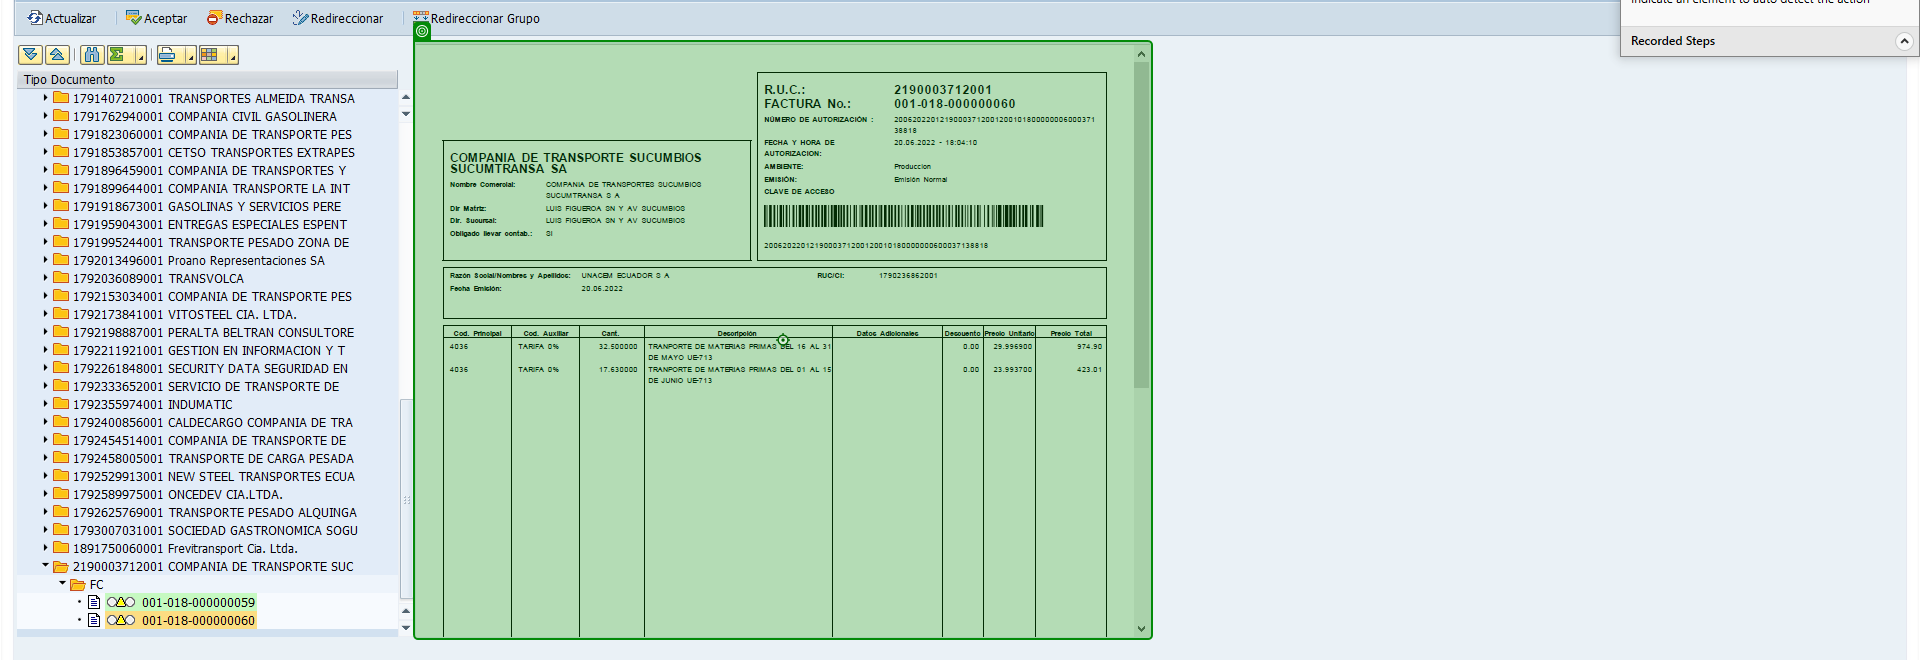 Actualizar Aceptar Rechazar Redireccionar Redireccionar Grupo
Indicate an element to auto detect the action
Recorded Steps
Tipo Documento
1791407210001 TRANSPORTES ALMEIDA TRANSA
1791762940001 COMPANIA CIVIL GASOLINERA
1791823060001 COMPANIA DE TRANSPORTE PES
1791853857001 CETSO TRANSPORTES EXTRAPES
1791896459001 COMPANIA DE TRANSPORTES Y
1791899644001 COMPANIA TRANSPORTE LA INT
1791918673001 GASOLINAS Y SERVICIOS PERE
1791959043001 ENTREGAS ESPECIALES ESPENT
1791995244001 TRANSPORTE PESADO ZONA DE
1792013496001 Proano Representaciones SA
1792036089001 TRANSVOLCA
1792153034001 COMPANIA DE TRANSPORTE PES
1792173841001 VITOSTEEL CIA. LTDA.
1792198887001 PERALTA BELTRAN CONSULTORE
1792211921001 GESTION EN INFORMACION Y T
1792261848001 SECURITY DATA SEGURIDAD EN
1792333652001 SERVICIO DE TRANSPORTE DE
1792355974001 INDUMATIC
1792400856001 CALDECARGO COMPANIA DE TRA
1792454514001 COMPANIA DE TRANSPORTE DE
1792458005001 TRANSPORTE DE CARGA PESADA
1792529913001 NEW STEEL TRANSPORTES ECUA
1792589975001 ONCEDEV CIA.LTDA.
1792625769001 TRANSPORTE PESADO ALQUINGA
1793007031001 SOCIEDAD GASTRONOMICA SOGU
1891750060001 Frevitransport Cia. Ltda.
2190003712001 COMPANIA DE TRANSPORTE SUC
FC
001-018-000000059
001-018-000000060
R.U.C.: 2190003712001
FACTURA No.: 001-018-000000060
NÚMERO DE AUTORIZACIÓN : 20062022012190003712001200101800000006000371
38818
FECHA Y HORA DE 20.06.2022 - 18:04:10
AUTORIZACION:
AMBIENTE: Produccion
EMISIÓN: Emisión Normal
CLAVE DE ACCESO
2006202201219000371200120010180000000600037138818
COMPANIA DE TRANSPORTE SUCUMBIOS
SUCUMTRANSA SA
Nombre Comercial: COMPANIA DE TRANSPORTES SUCUMBIOS
SUCUMTRANSA S A
Dir Matriz: LUIS FIGUEROA SN Y AV SUCUMBIOS
Dir. Sucursal: LUIS FIGUEROA SN Y AV SUCUMBIOS
Obligado llevar contab.: SI
Razón Social/Nombres y Apellidos: UNACEM ECUADOR S A RUC/CI: 1790236862001
Fecha Emisión: 20.06.2022
Cod. Principal Cod. Auxiliar Cant. Descripción Datos Adicionales Descuento Precio Unitario Precio Total
4036 TARIFA 0% 32.500000 TRANPORTE DE MATERIAS PRIMAS DEL 16 AL 31 0.00 29.996900 974.90
DE MAYO UE-713
4036 TARIFA 0% 17.630000 TRANPORTE DE MATERIAS PRIMAS DEL 01 AL 15 0.00 23.993700 423.01
DE JUNIO UE-713